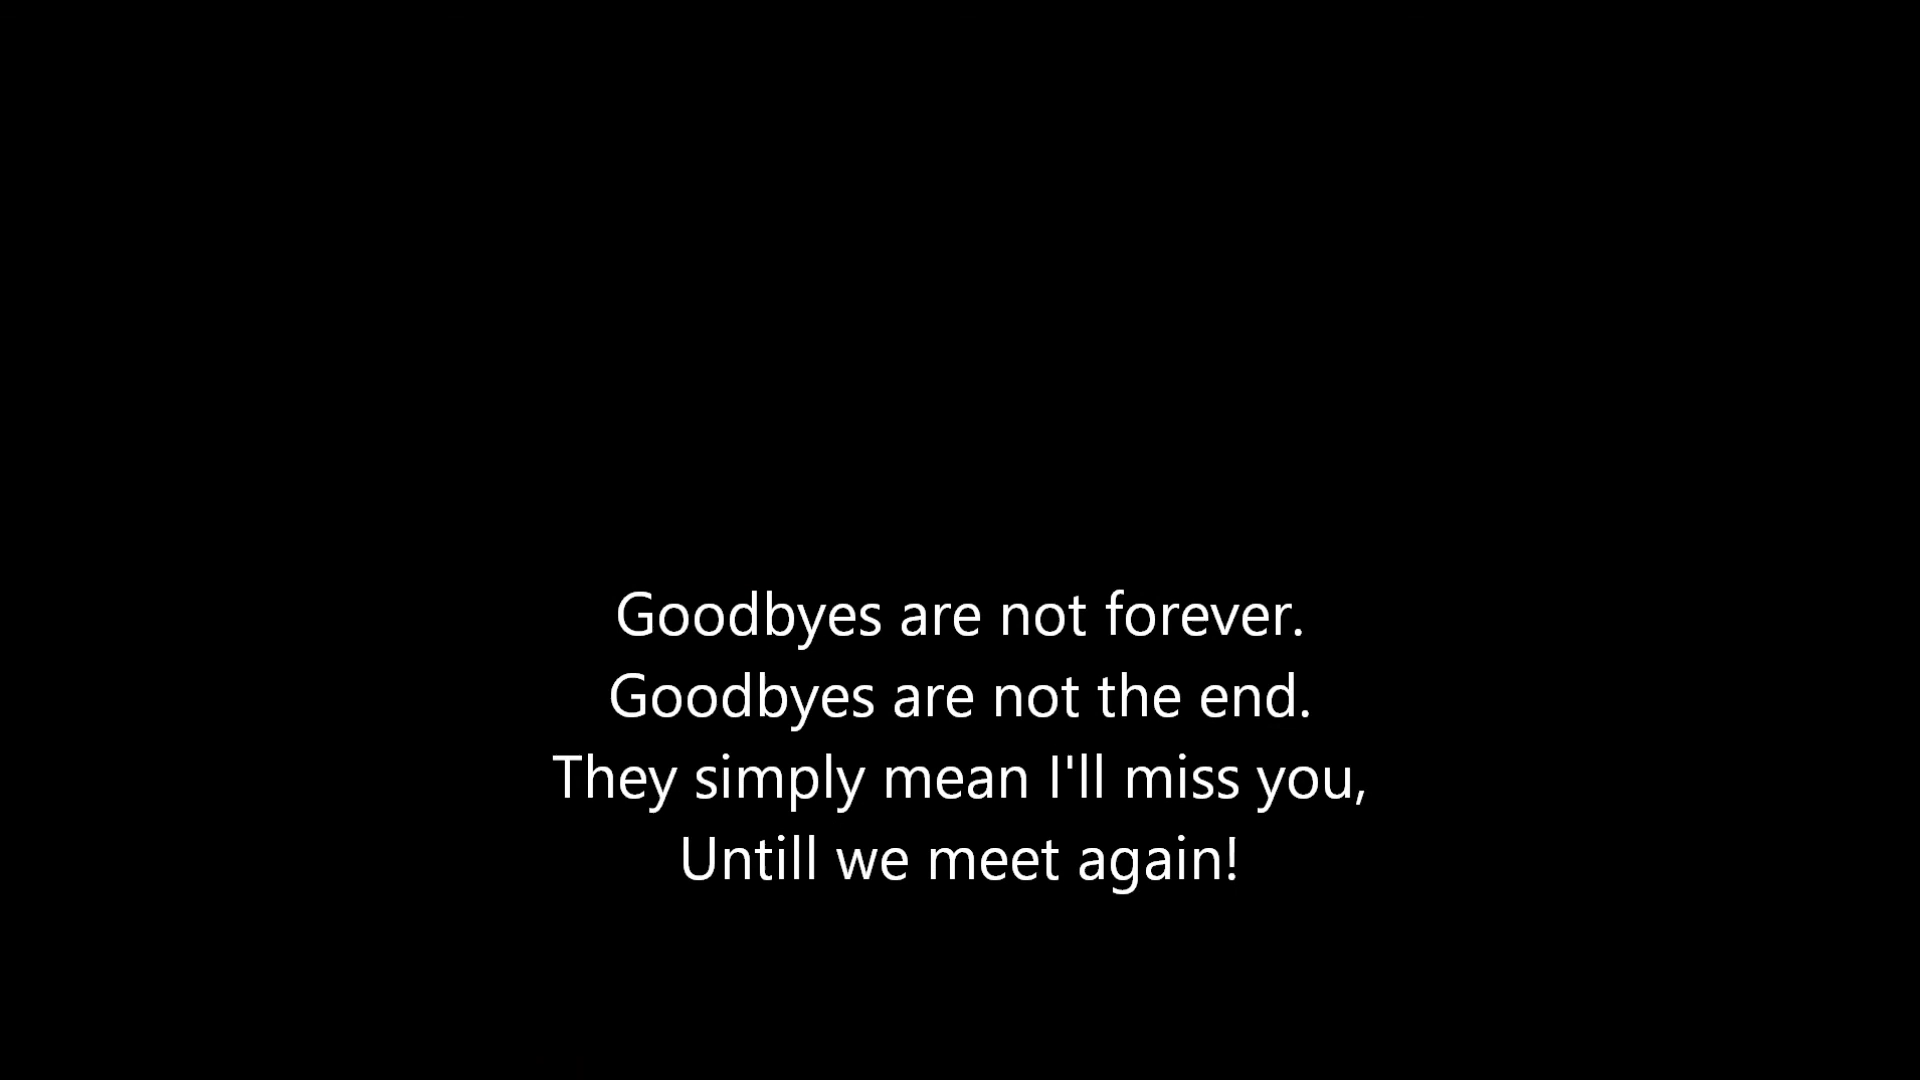 Goodbyes are not forever.
Goodbyes are not the end.
They simply mean I'll miss you,
Untill we meet again!